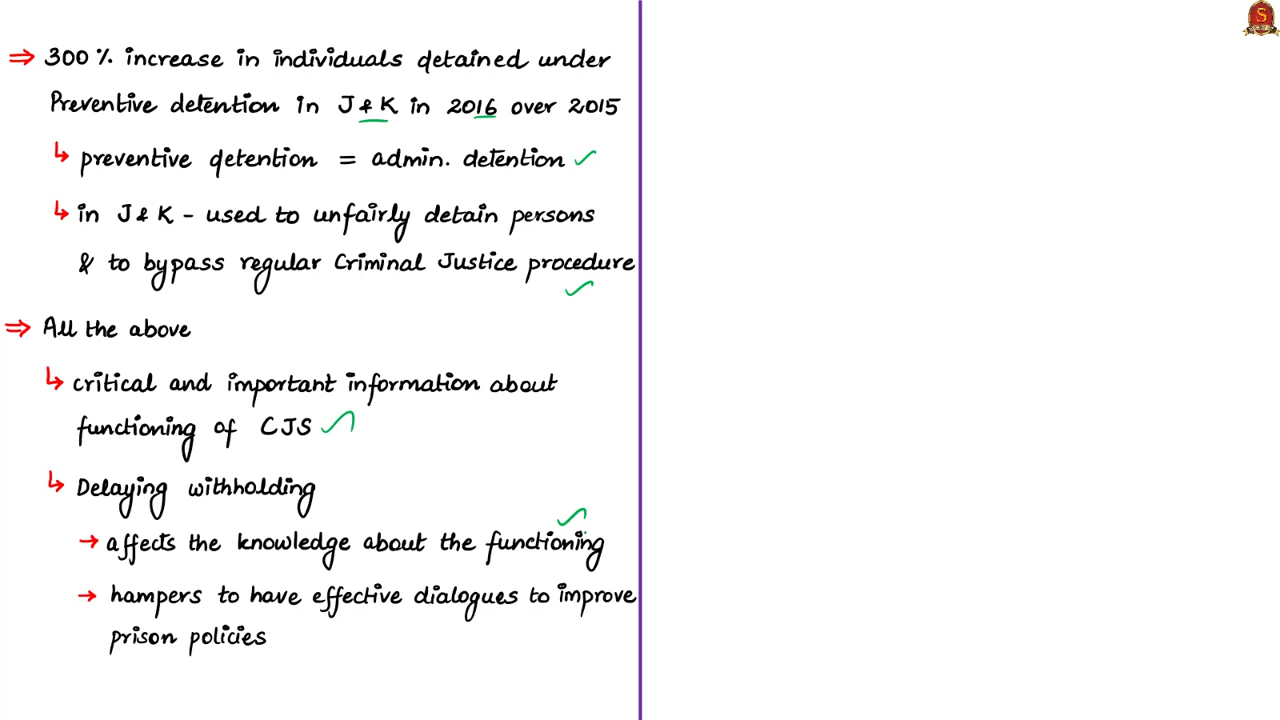 ⇒ 300 % increase in individuals detained under
Preventive detention in J & K in 2016 over 2015
↳ preventive detention = admin. detention ✓
↳ in J & K - used to unfairly detain persons
& to bypass regular Criminal Justice procedure
⇒ All the above
↳ critical and important information about
functioning of CJS ✓
↳ Delaying withholding
→ affects the knowledge about the functioning
→ hampers to have effective dialogues to improve
prison policies
S